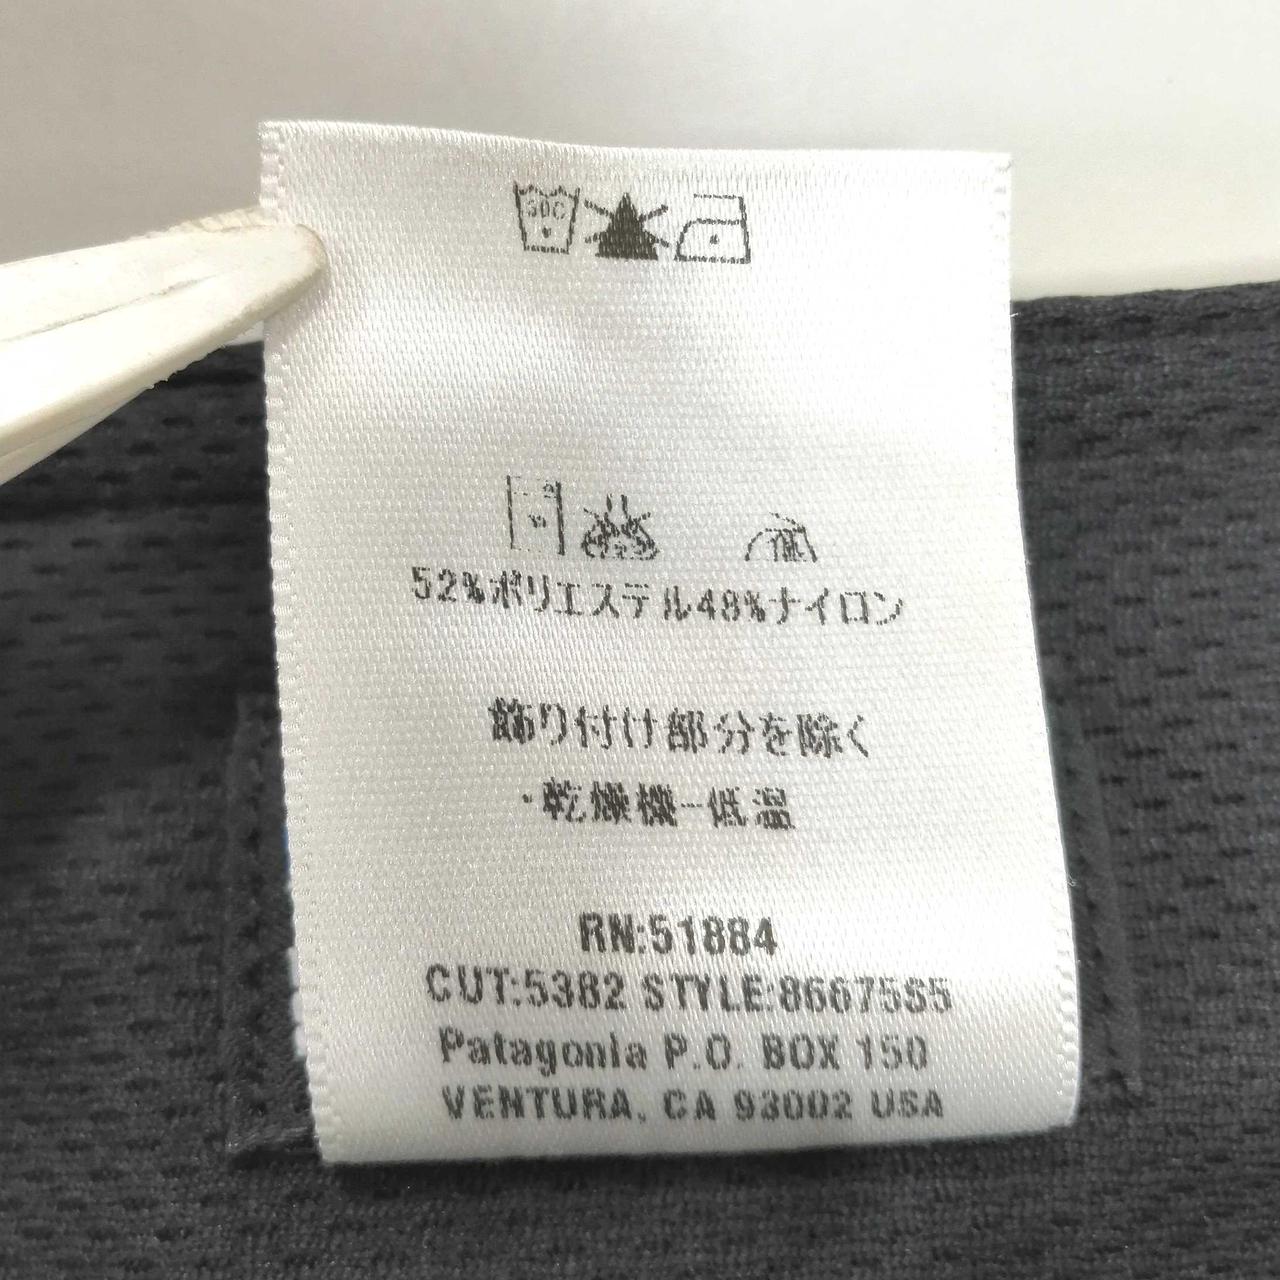 30C
52%ポリエステル48%ナイロン
飾り付け部分を除く
・乾燥機-低温
RN:51884
CUT:5382 STYLE:86675S5
Patagonia P.O. BOX 150
VENTURA, CA 93002 USA